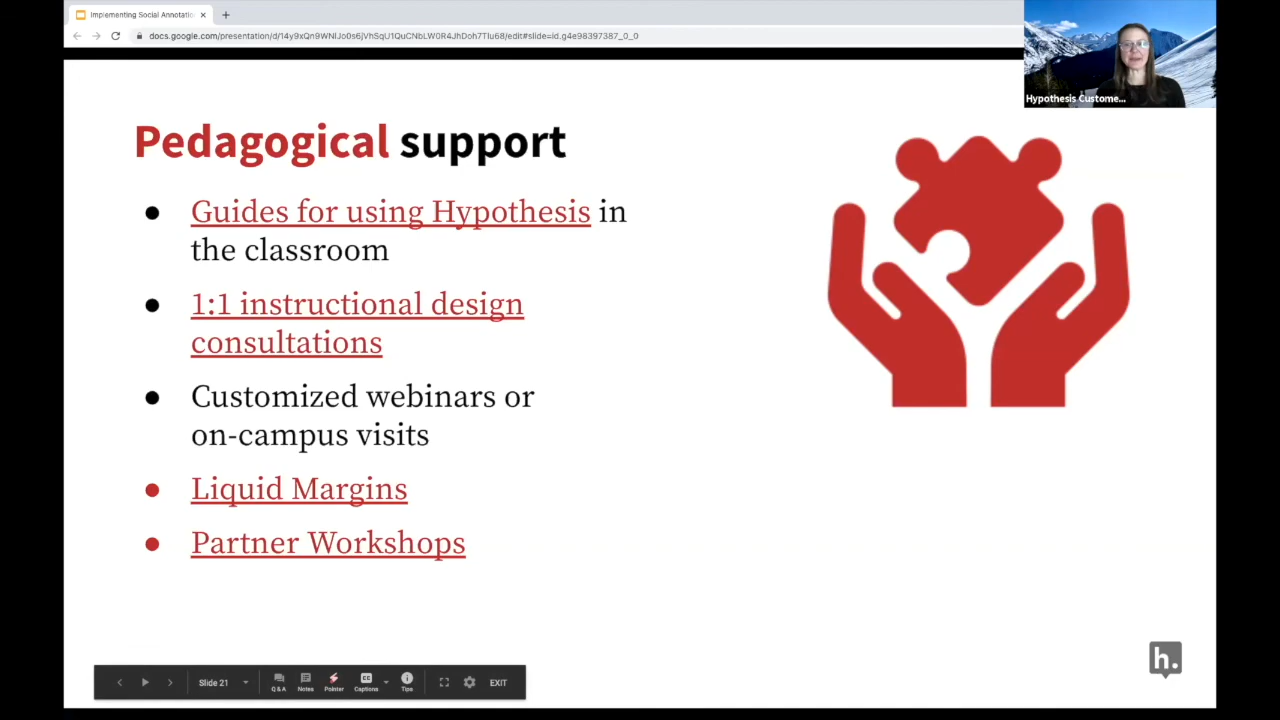 Implementing Social Annotatio
docs.google.com/presentation/d/14y9xQn9WNlJo0s6jVhSqU1QuCNbLW0R4JhDoh7Tlu68/edit#slide=id.g4e98397387_0_0
Hypothesis Custome...
Pedagogical support
● Guides for using Hypothesis in
the classroom
● 1:1 instructional design
consultations
● Customized webinars or
on-campus visits
● Liquid Margins
● Partner Workshops
h.
Slide 21
Q & A
Notes
Pointer
Captions
Tips
EXIT